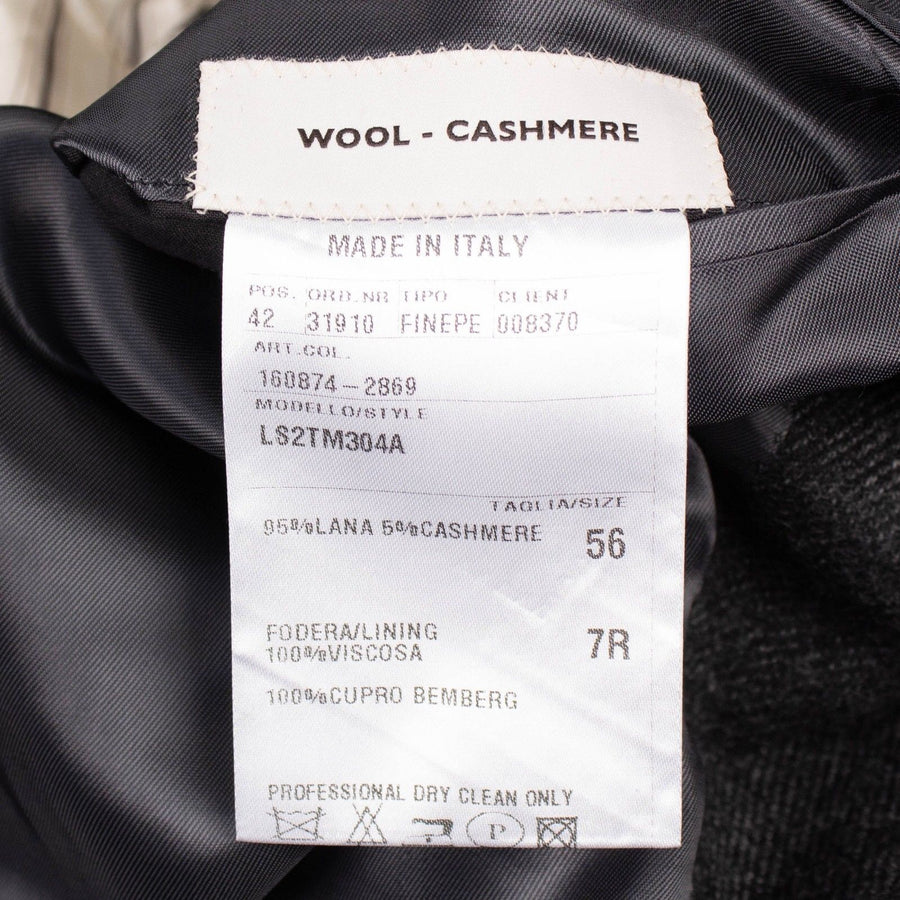 WOOL - CASHMERE
MADE IN ITALY
POS. ORD.NR TIPO CLIENT
42 31910 FINEPE 008370
ART.COL.
160874-2869
MODELLO/STYLE
LS2TM304A
TAGLIA/SIZE
95%LANA 5%CASHMERE 56
FODERA/LINING 7R
100%VISCOSA
100%CUPRO BEMBERG
PROFESSIONAL DRY CLEAN ONLY
P